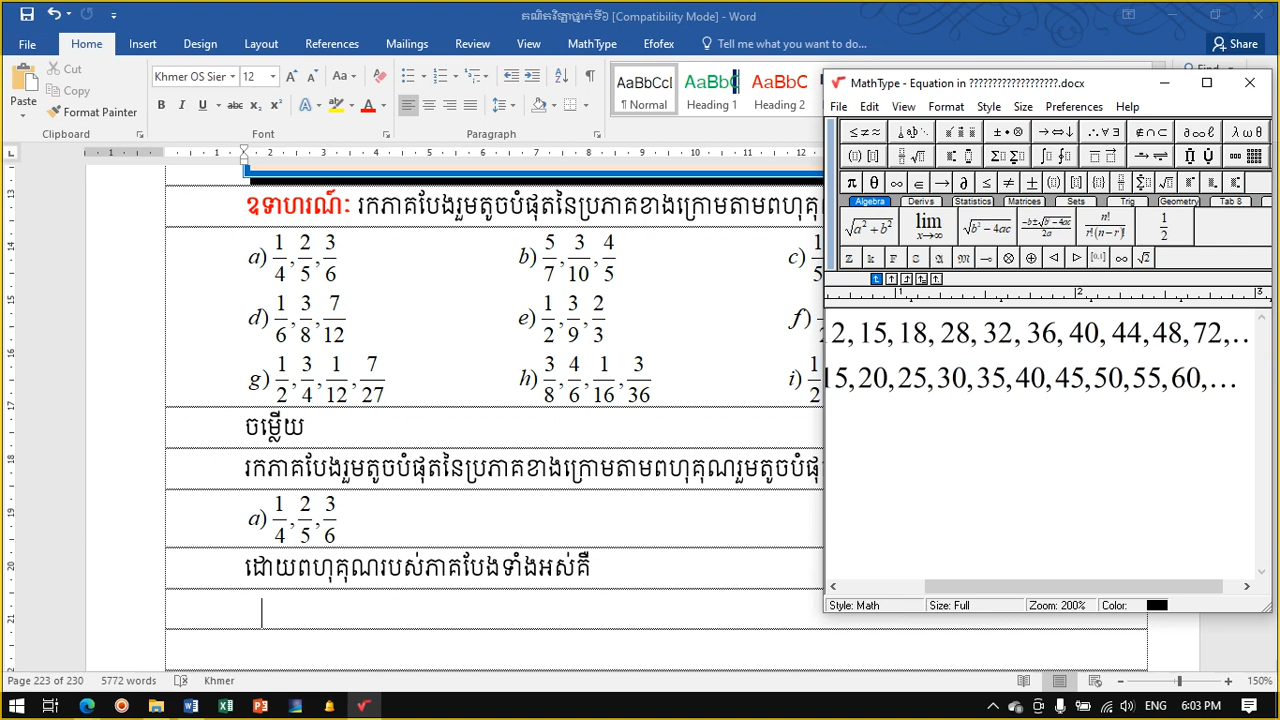 គណិតវិទ្យាថ្នាក់ទី៦ [Compatibility Mode] - Word
File Home Insert Design Layout References Mailings Review View MathType Efofex Tell me what you want to do... Share
Paste Cut Copy Format Painter
Khmer OS Sier 12
AaBbCcI ¶ Normal AaBbC Heading 1 AaBbC Heading 2
Clipboard Font Paragraph
ឧទាហរណ៍៖ រកភាគបែងរួមតូចបំផុតនៃប្រភាគខាងក្រោមតាមពហុគុ
a) 1/4, 2/5, 3/6 b) 5/7, 3/10, 4/5 c)
d) 1/6, 3/8, 7/12 e) 1/2, 3/9, 2/3 f)
g) 1/2, 3/4, 1/12, 7/27 h) 3/8, 4/6, 1/16, 3/36 i)
ចម្លើយ
រកភាគបែងរួមតូចបំផុតនៃប្រភាគខាងក្រោមតាមពហុគុណរួមតូចបំផុ
a) 1/4, 2/5, 3/6
ដោយពហុគុណរបស់ភាគបែងទាំងអស់គឺ
MathType - Equation in ???????????????????.docx
File Edit View Format Style Size Preferences Help
Algebra Derivs Statistics Matrices Sets Trig Geometry Tab 8
2, 15, 18, 28, 32, 36, 40, 44, 48, 72, ...
15, 20, 25, 30, 35, 40, 45, 50, 55, 60, ...
Style: Math Size: Full Zoom: 200% Color:
Page 223 of 230 5772 words Khmer 150%
ENG 6:03 PM